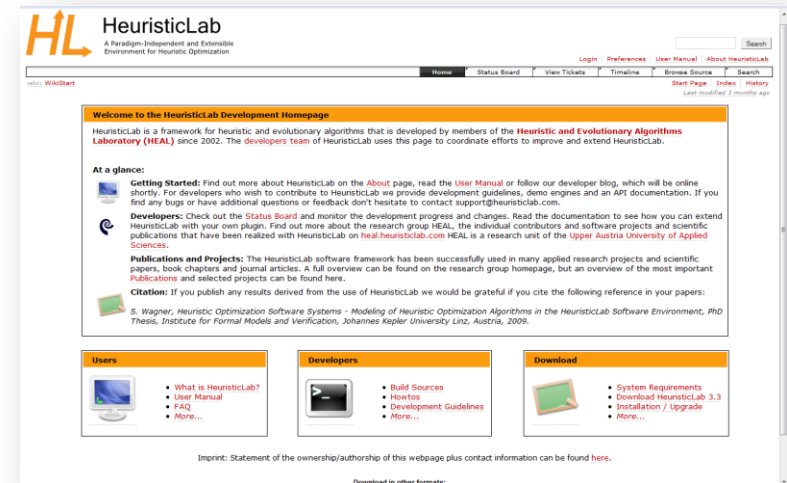 HL HeuristicLab
A Paradigm-Independent and Extensible
Environment for Heuristic Optimization
Search
Login Preferences User Manual About HeuristicLab
Home Status Board View Tickets Timeline Browse Source Search
wiki: WikiStart
Start Page Index History
Last modified 3 months ago
Welcome to the HeuristicLab Development Homepage
HeuristicLab is a framework for heuristic and evolutionary algorithms that is developed by members of the Heuristic and Evolutionary Algorithms
Laboratory (HEAL) since 2002. The developers team of HeuristicLab uses this page to coordinate efforts to improve and extend HeuristicLab.
At a glance:
Getting Started: Find out more about HeuristicLab on the About page, read the User Manual or follow our developer blog, which will be online
shortly. For developers who wish to contribute to HeuristicLab we provide development guidelines, demo engines and an API documentation. If you
find any bugs or have additional questions or feedback don't hesitate to contact support@heuristiclab.com.
Developers: Check out the Status Board and monitor the development progress and changes. Read the documentation to see how you can extend
HeuristicLab with your own plugin. Find out more about the research group HEAL, the individual contributors and software projects and scientific
publications that have been realized with HeuristicLab on heal.heuristiclab.com HEAL is a research unit of the Upper Austria University of Applied
Sciences.
Publications and Projects: The HeuristicLab software framework has been successfully used in many applied research projects and scientific
papers, book chapters and journal articles. A full overview can be found on the research group homepage, but an overview of the most important
Publications and selected projects can be found here.
Citation: If you publish any results derived from the use of HeuristicLab we would be grateful if you cite the following reference in your papers:
S. Wagner, Heuristic Optimization Software Systems - Modeling of Heuristic Optimization Algorithms in the HeuristicLab Software Environment, PhD
Thesis, Institute for Formal Models and Verification, Johannes Kepler University Linz, Austria, 2009.
Users
What is HeuristicLab?
User Manual
FAQ
More...
Developers
Build Sources
Howtos
Development Guidelines
More...
Download
System Requirements
Download HeuristicLab 3.3
Installation / Upgrade
More...
Imprint: Statement of the ownership/authorship of this webpage plus contact information can be found here.
Download in other formats: